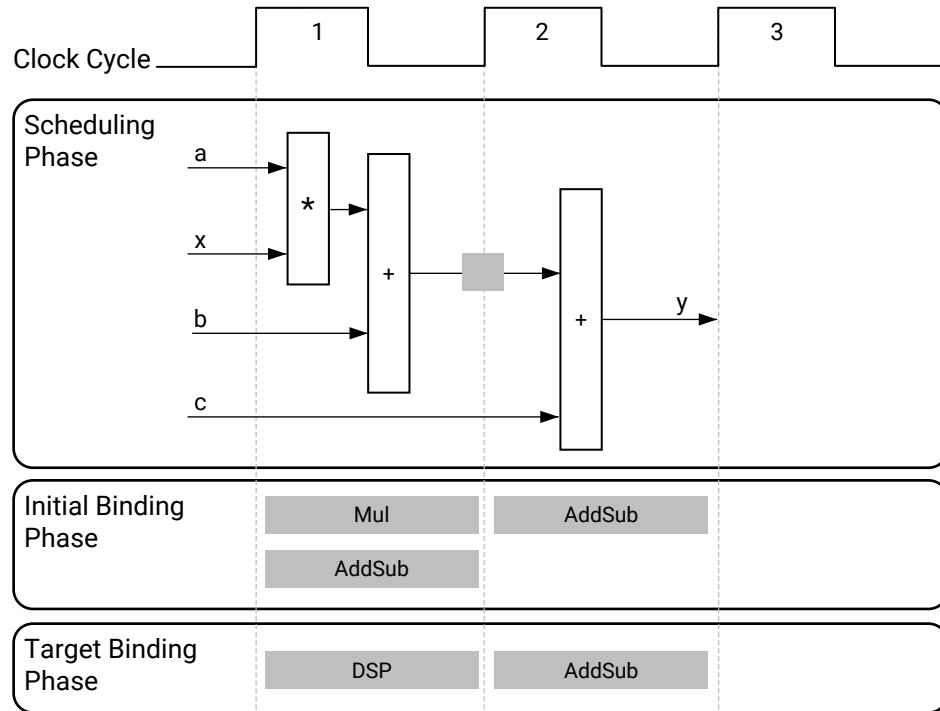 1
2
3
Clock Cycle
Scheduling
Phase
a
*
x
+
b
+
y
c
Initial Binding
Phase
Mul
AddSub
AddSub
Target Binding
Phase
DSP
AddSub